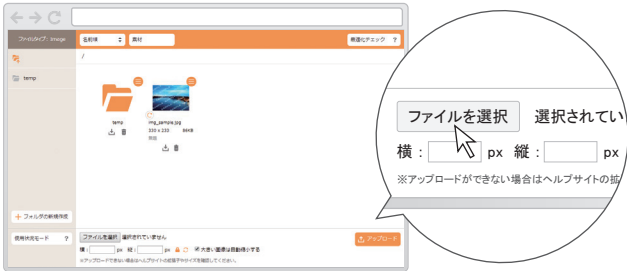 ファイルタイプ: Image
名前順
素材
最適化チェック ?
/
temp
temp
img_sample.jpg
233 x 233 86KB
+ フォルダの新規作成
使用状況モード ?
ファイルを選択 選択されていません
横: px 縦: px 大きい画像は自動縮小する
※アップロードできない場合はヘルプサイトの拡張子やサイズを確認してください。
アップロード
ファイルを選択 選択されてい
横: px 縦: px
※アップロードができない場合はヘルプサイトの拡